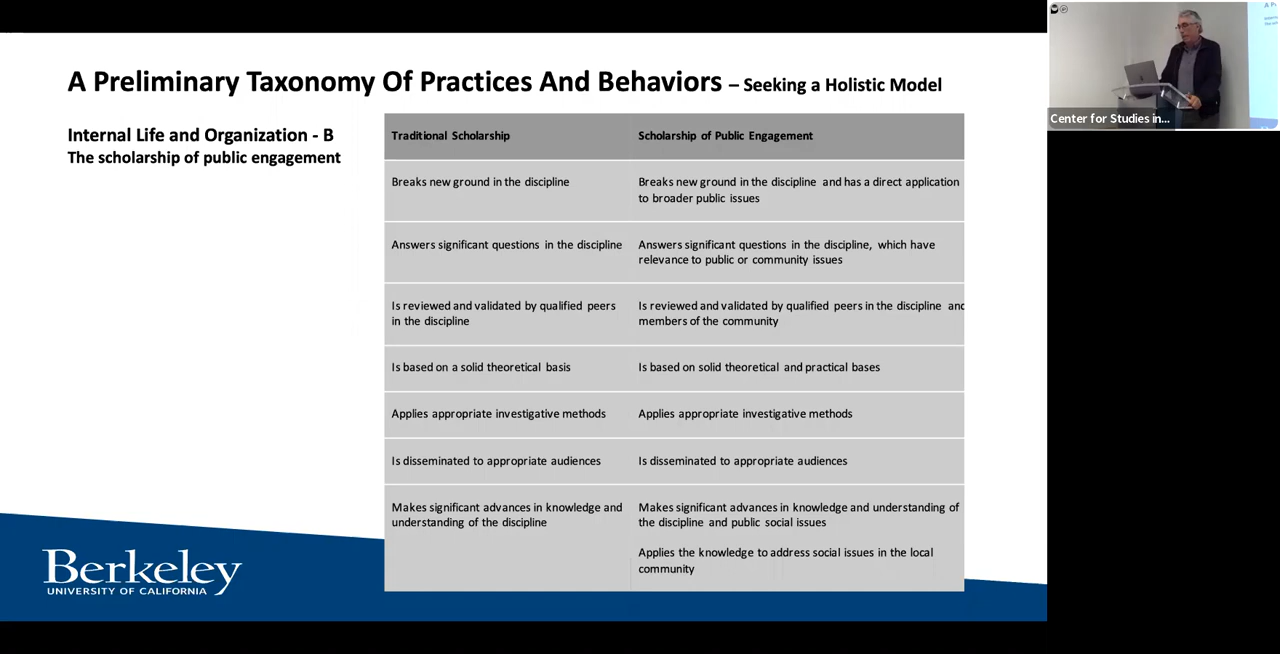 A Preliminary Taxonomy Of Practices And Behaviors – Seeking a Holistic Model
Internal Life and Organization - B
The scholarship of public engagement
Traditional Scholarship
Scholarship of Public Engagement
Breaks new ground in the discipline
Breaks new ground in the discipline and has a direct application
to broader public issues
Answers significant questions in the discipline
Answers significant questions in the discipline, which have
relevance to public or community issues
Is reviewed and validated by qualified peers
in the discipline
Is reviewed and validated by qualified peers in the discipline and
members of the community
Is based on a solid theoretical basis
Is based on solid theoretical and practical bases
Applies appropriate investigative methods
Applies appropriate investigative methods
Is disseminated to appropriate audiences
Is disseminated to appropriate audiences
Makes significant advances in knowledge and
understanding of the discipline
Makes significant advances in knowledge and understanding of
the discipline and public social issues
Applies the knowledge to address social issues in the local
community
Berkeley
UNIVERSITY OF CALIFORNIA
Center for Studies in...